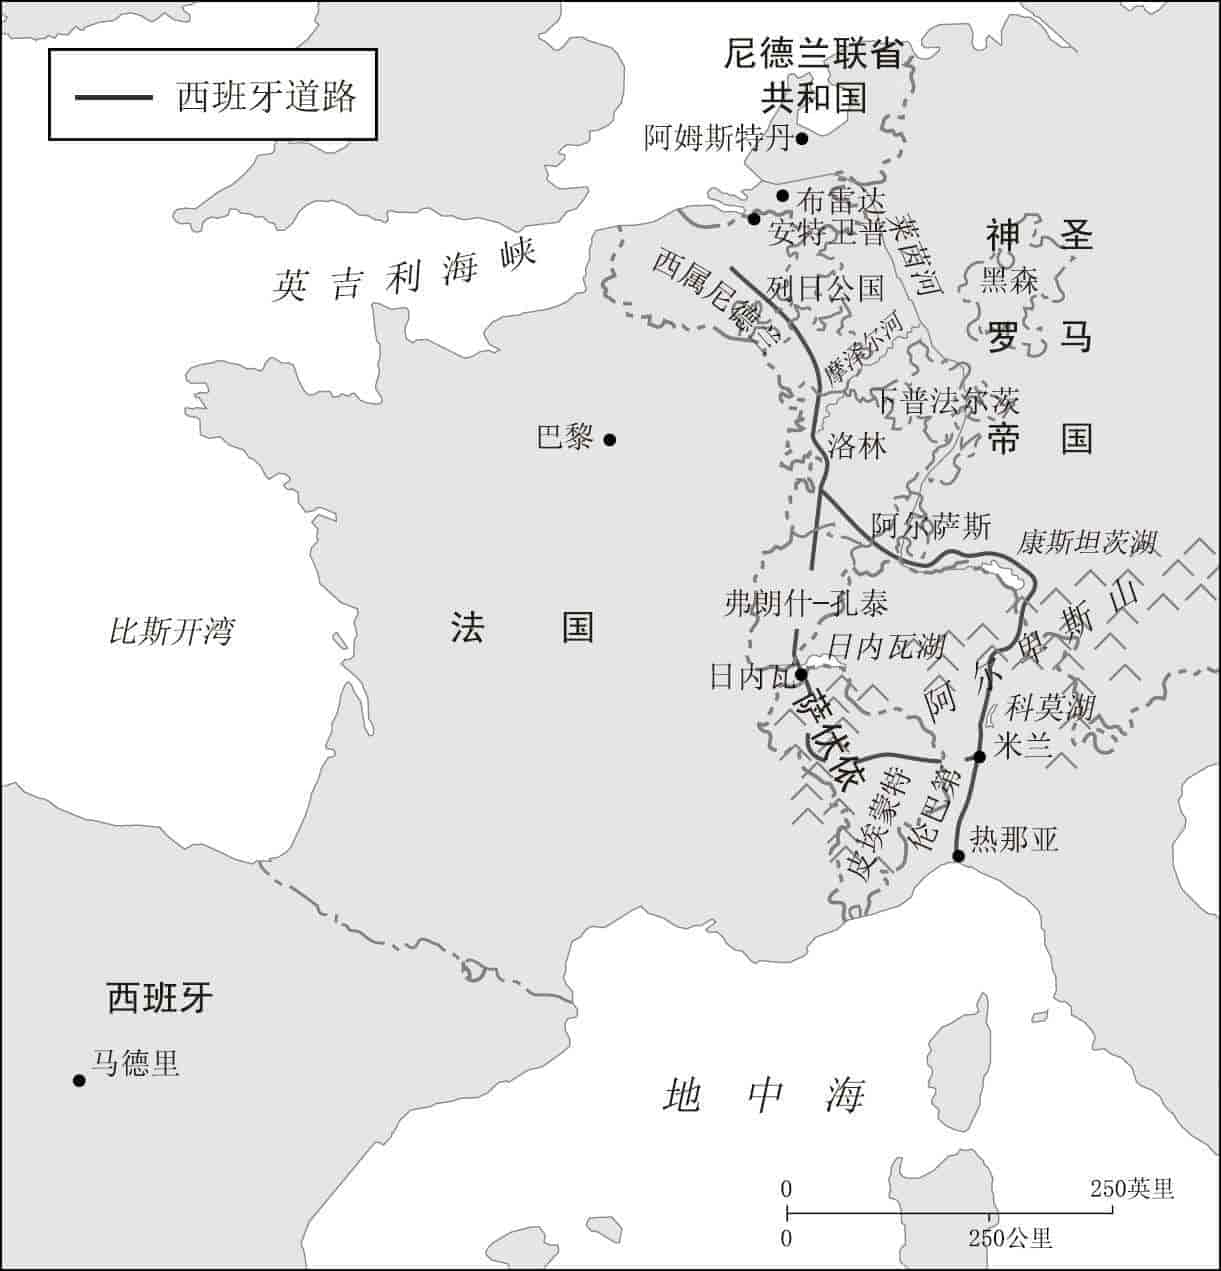 西班牙道路
尼德兰联省
共和国
阿姆斯特丹
布雷达
安特卫普
莱茵河
神圣
罗马
帝国
黑森
英吉利海峡
西属尼德兰
列日公国
摩泽尔河
下普法尔茨
巴黎
洛林
阿尔萨斯
康斯坦茨湖
弗朗什-孔泰
法国
比斯开湾
日内瓦湖
日内瓦
阿尔卑斯山
萨伏依
科莫湖
米兰
皮埃蒙特
伦巴第
热那亚
西班牙
马德里
地中海
0 250英里
0 250公里